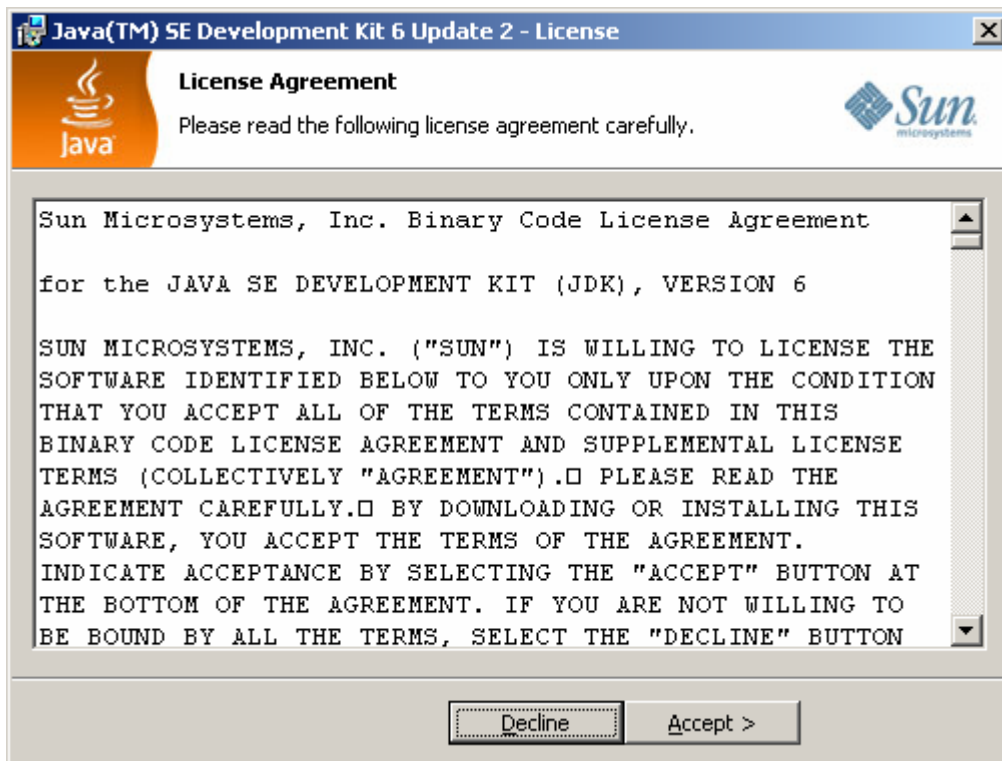 Java(TM) SE Development Kit 6 Update 2 - License
License Agreement
Please read the following license agreement carefully.
Java
Sun
microsystems
Sun Microsystems, Inc. Binary Code License Agreement
for the JAVA SE DEVELOPMENT KIT (JDK), VERSION 6
SUN MICROSYSTEMS, INC. ("SUN") IS WILLING TO LICENSE THE
SOFTWARE IDENTIFIED BELOW TO YOU ONLY UPON THE CONDITION
THAT YOU ACCEPT ALL OF THE TERMS CONTAINED IN THIS
BINARY CODE LICENSE AGREEMENT AND SUPPLEMENTAL LICENSE
TERMS (COLLECTIVELY "AGREEMENT").□ PLEASE READ THE
AGREEMENT CAREFULLY.□ BY DOWNLOADING OR INSTALLING THIS
SOFTWARE, YOU ACCEPT THE TERMS OF THE AGREEMENT.
INDICATE ACCEPTANCE BY SELECTING THE "ACCEPT" BUTTON AT
THE BOTTOM OF THE AGREEMENT. IF YOU ARE NOT WILLING TO
BE BOUND BY ALL THE TERMS, SELECT THE "DECLINE" BUTTON
Decline
Accept >